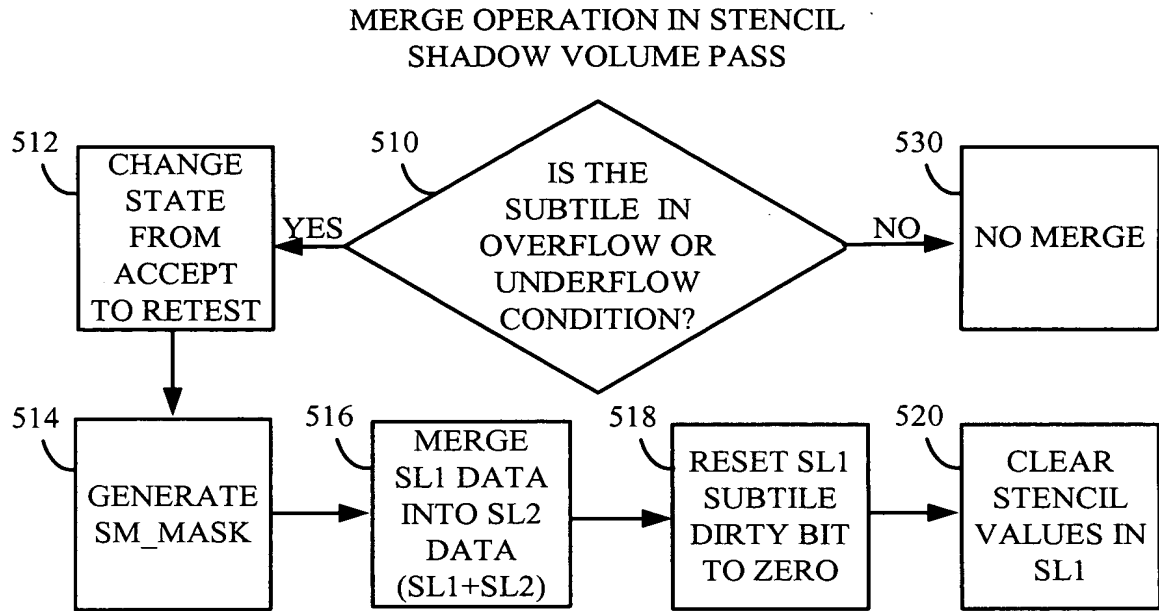 MERGE OPERATION IN STENCIL
SHADOW VOLUME PASS
512
CHANGE
STATE
FROM
ACCEPT
TO RETEST
YES
510
IS THE
SUBTILE IN
OVERFLOW OR
UNDERFLOW
CONDITION?
NO
530
NO MERGE
514
GENERATE
SM_MASK
516
MERGE
SL1 DATA
INTO SL2
DATA
(SL1+SL2)
518
RESET SL1
SUBTILE
DIRTY BIT
TO ZERO
520
CLEAR
STENCIL
VALUES IN
SL1